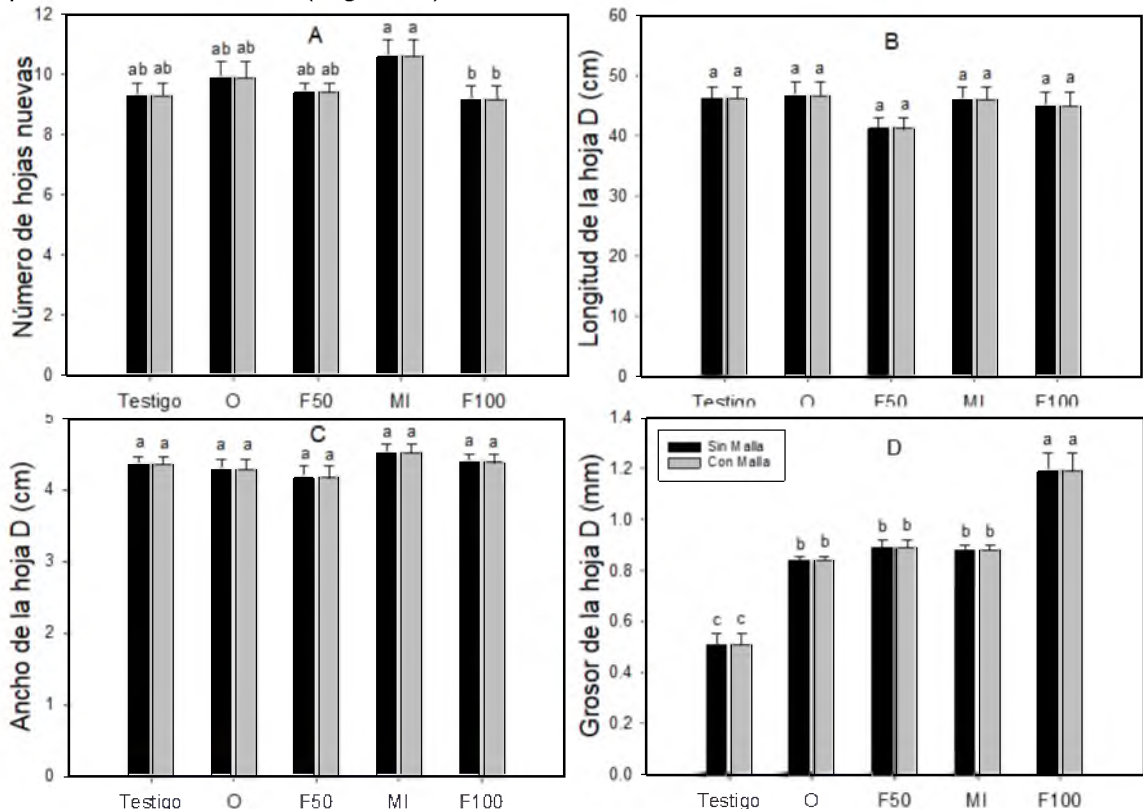 Número de hojas nuevas
12
10
8
6
4
2
0
A
ab ab
ab ab
ab ab
a a
b b
Testigo O F50 MI F100
Longitud de la hoja D (cm)
60
50
40
30
20
10
0
B
a a
a a
a a
a a
a a
Testigo O F50 MI F100
Ancho de la hoja D (cm)
5
4
3
2
1
0
C
a a
a a
a a
a a
a a
Testigo O F50 MI F100
Grosor de la hoja D (mm)
1.4
1.2
1.0
0.8
0.6
0.4
0.2
0.0
Sin Malla
Con Malla
D
c c
b b
b b
b b
a a
Testigo O F50 MI F100